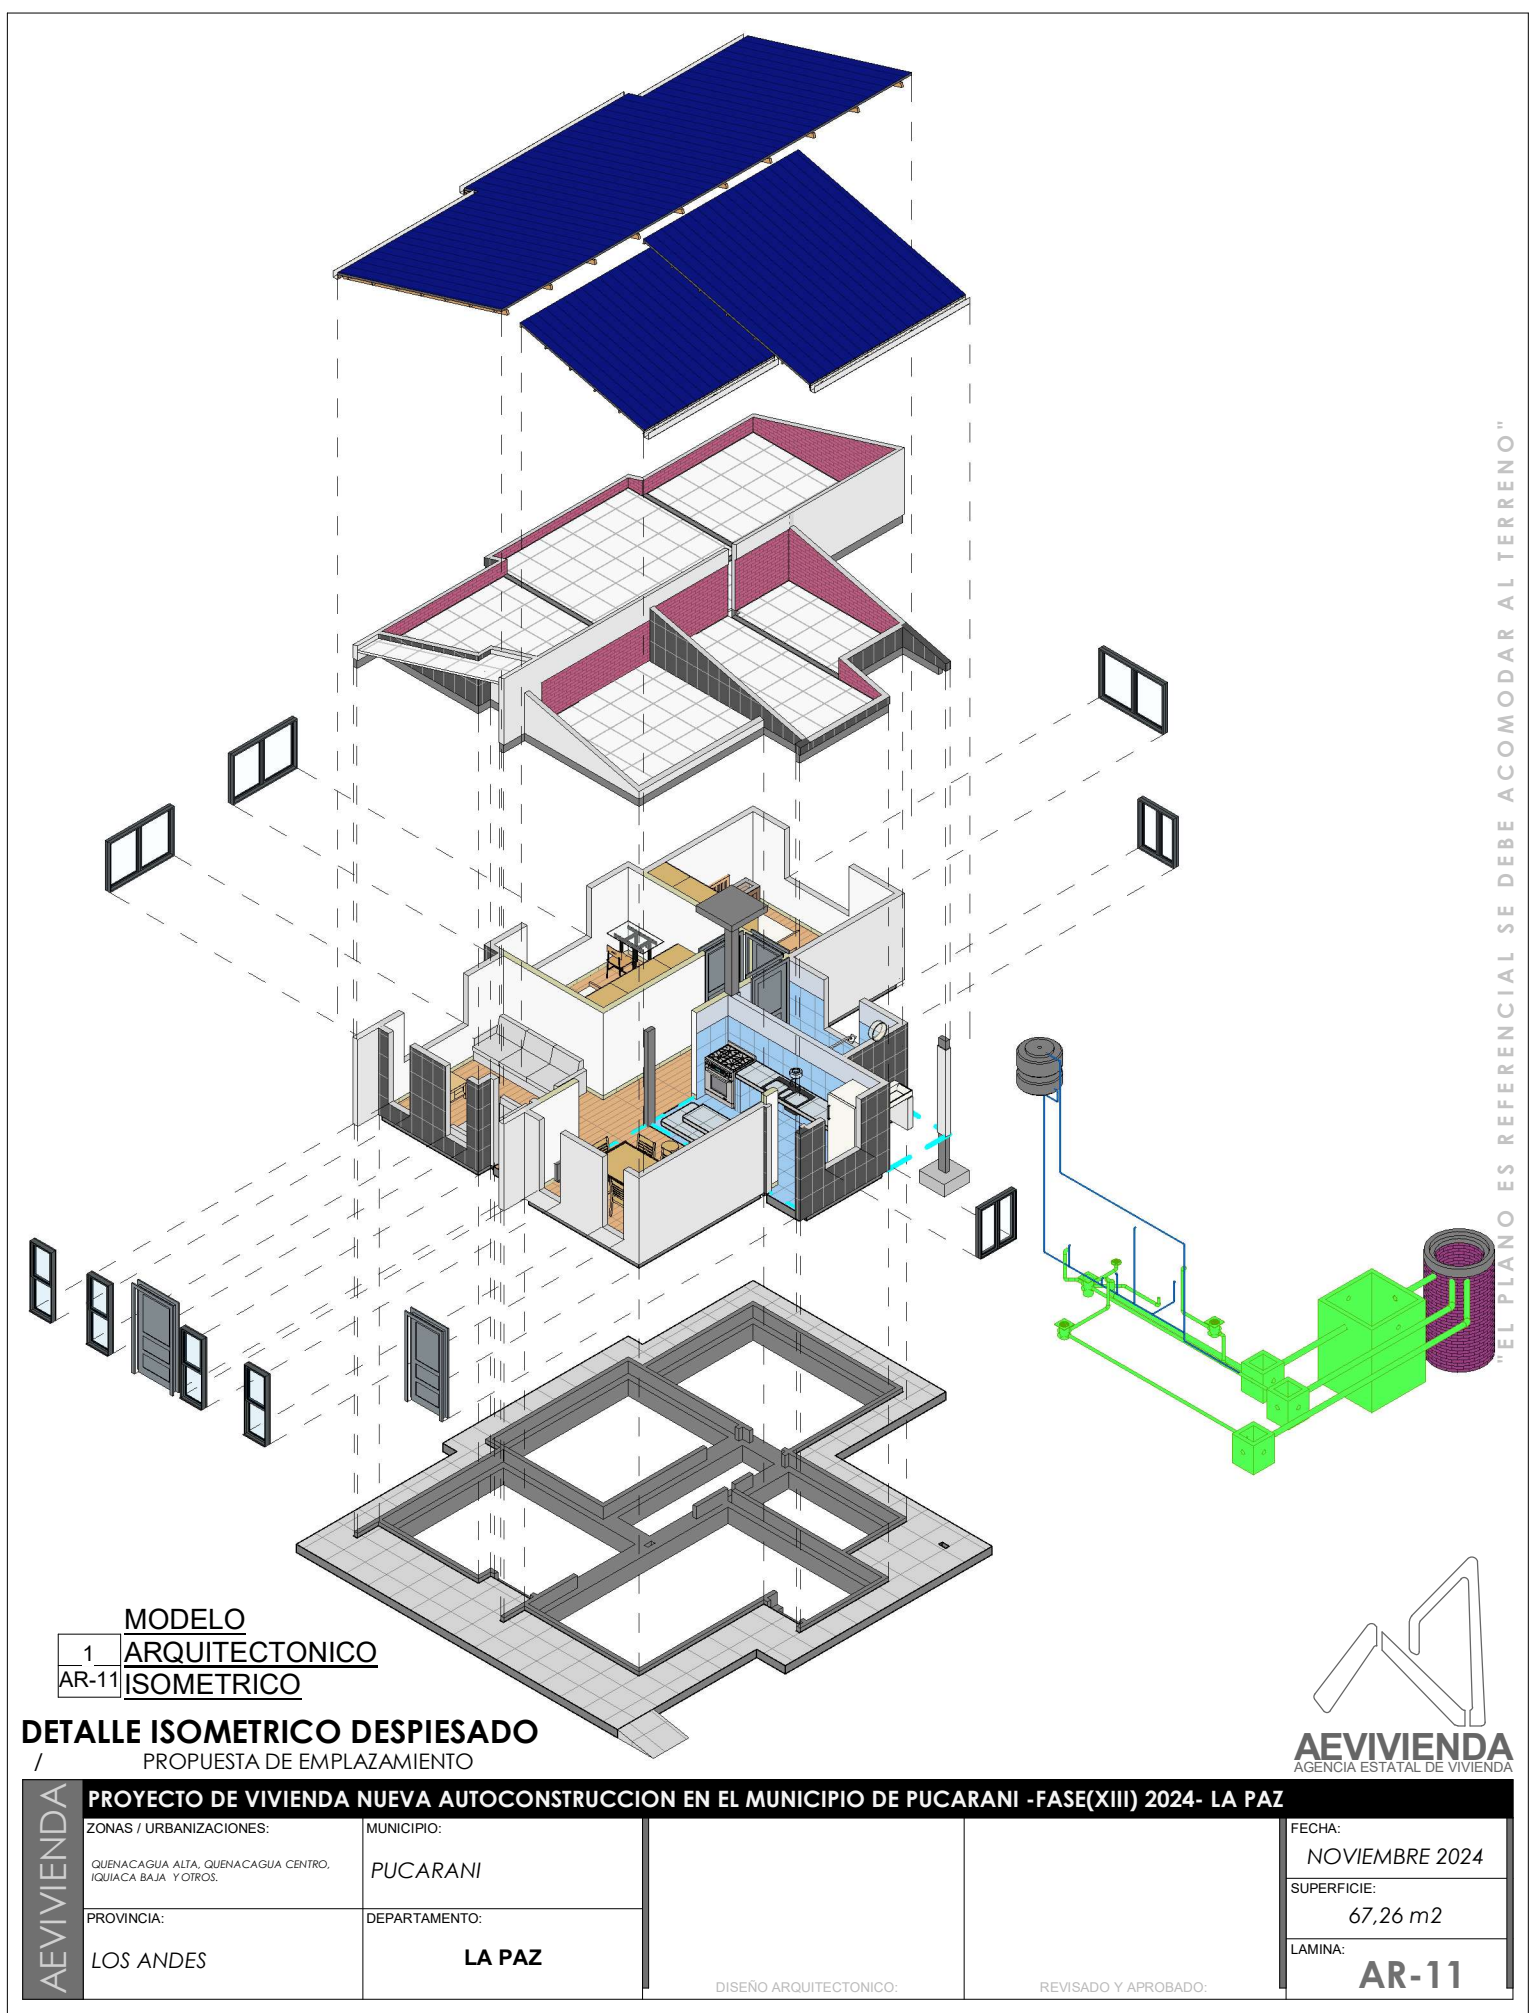 "EL PLANO ES REFERENCIAL SE DEBE ACOMODAR AL TERRENO"
MODELO
1 ARQUITECTONICO
AR-11 ISOMETRICO
DETALLE ISOMETRICO DESPIESADO
/ PROPUESTA DE EMPLAZAMIENTO
AEVIVIENDA
AGENCIA ESTATAL DE VIVIENDA
AEVIVIENDA
PROYECTO DE VIVIENDA NUEVA AUTOCONSTRUCCION EN EL MUNICIPIO DE PUCARANI -FASE(XIII) 2024- LA PAZ
ZONAS / URBANIZACIONES:
QUENACAGUA ALTA, QUENACAGUA CENTRO,
IQUIACA BAJA Y OTROS.
MUNICIPIO:
PUCARANI
PROVINCIA:
LOS ANDES
DEPARTAMENTO:
LA PAZ
DISEÑO ARQUITECTONICO:
REVISADO Y APROBADO:
FECHA:
NOVIEMBRE 2024
SUPERFICIE:
67,26 m2
LAMINA:
AR-11